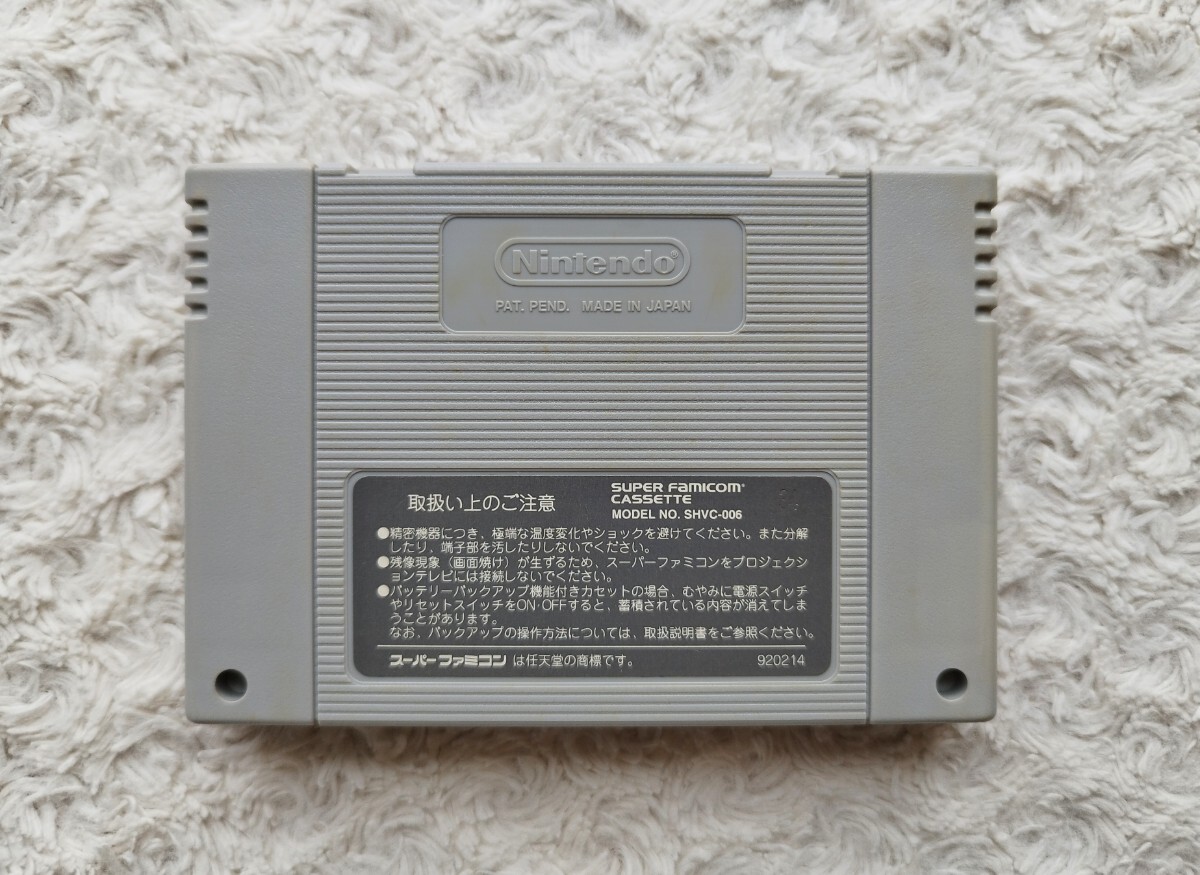 Nintendo®
PAT. PEND. MADE IN JAPAN
取扱い上のご注意
SUPER FAMICOM®
CASSETTE
MODEL NO. SHVC-006
●精密機器につき、極端な温度変化やショックを避けてください。また分解
したり、端子部を汚したりしないでください。
●残像現象（画面焼け）が生ずるため、スーパーファミコンをプロジェクシ
ョンテレビには接続しないでください。
●バッテリーバックアップ機能付きカセットの場合、むやみに電源スイッチ
やリセットスイッチをON・OFFすると、蓄積されている内容が消えてしま
うことがあります。
なお、バックアップの操作方法については、取扱説明書をご参照ください。
スーパーファミコン は任天堂の商標です。 920214